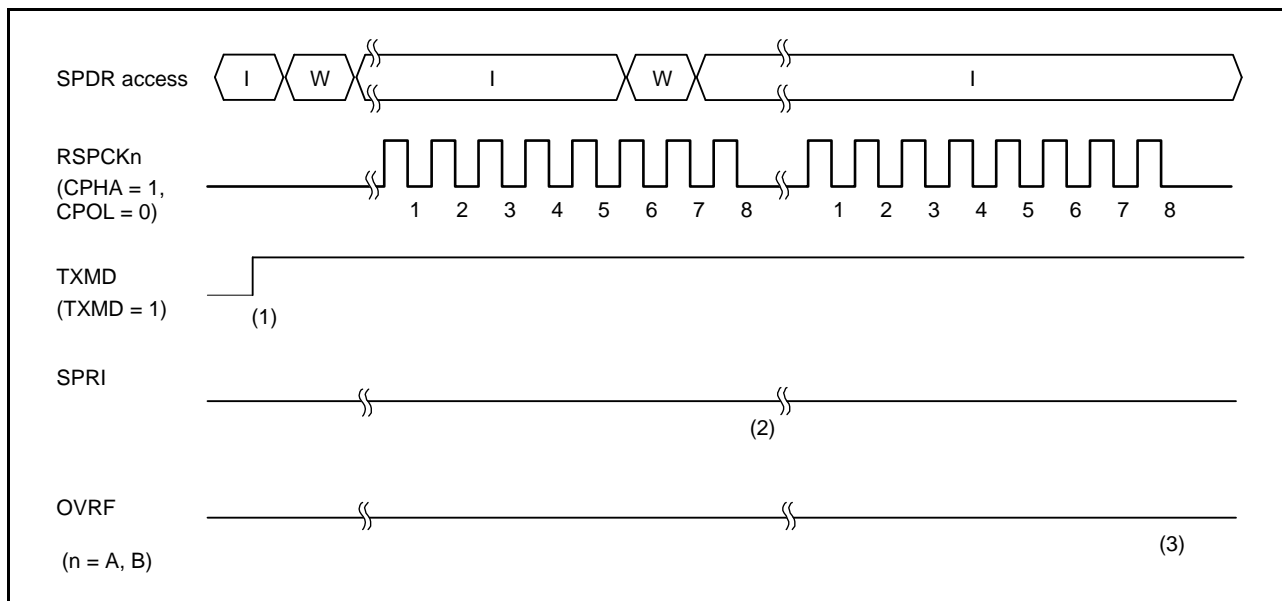 SPDR access
I
W
I
W
I
RSPCKn
(CPHA = 1,
CPOL = 0)
1 2 3 4 5 6 7 8 1 2 3 4 5 6 7 8
TXMD
(TXMD = 1)
(1)
SPRI
(2)
OVRF
(3)
(n = A, B)